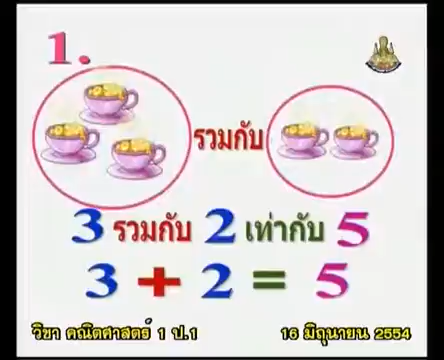 1.
รวมกับ
3 รวมกับ 2 เท่ากับ 5
3 + 2 = 5
วิชา คณิตศาสตร์ 1 ป.1
16 มิถุนายน 2554